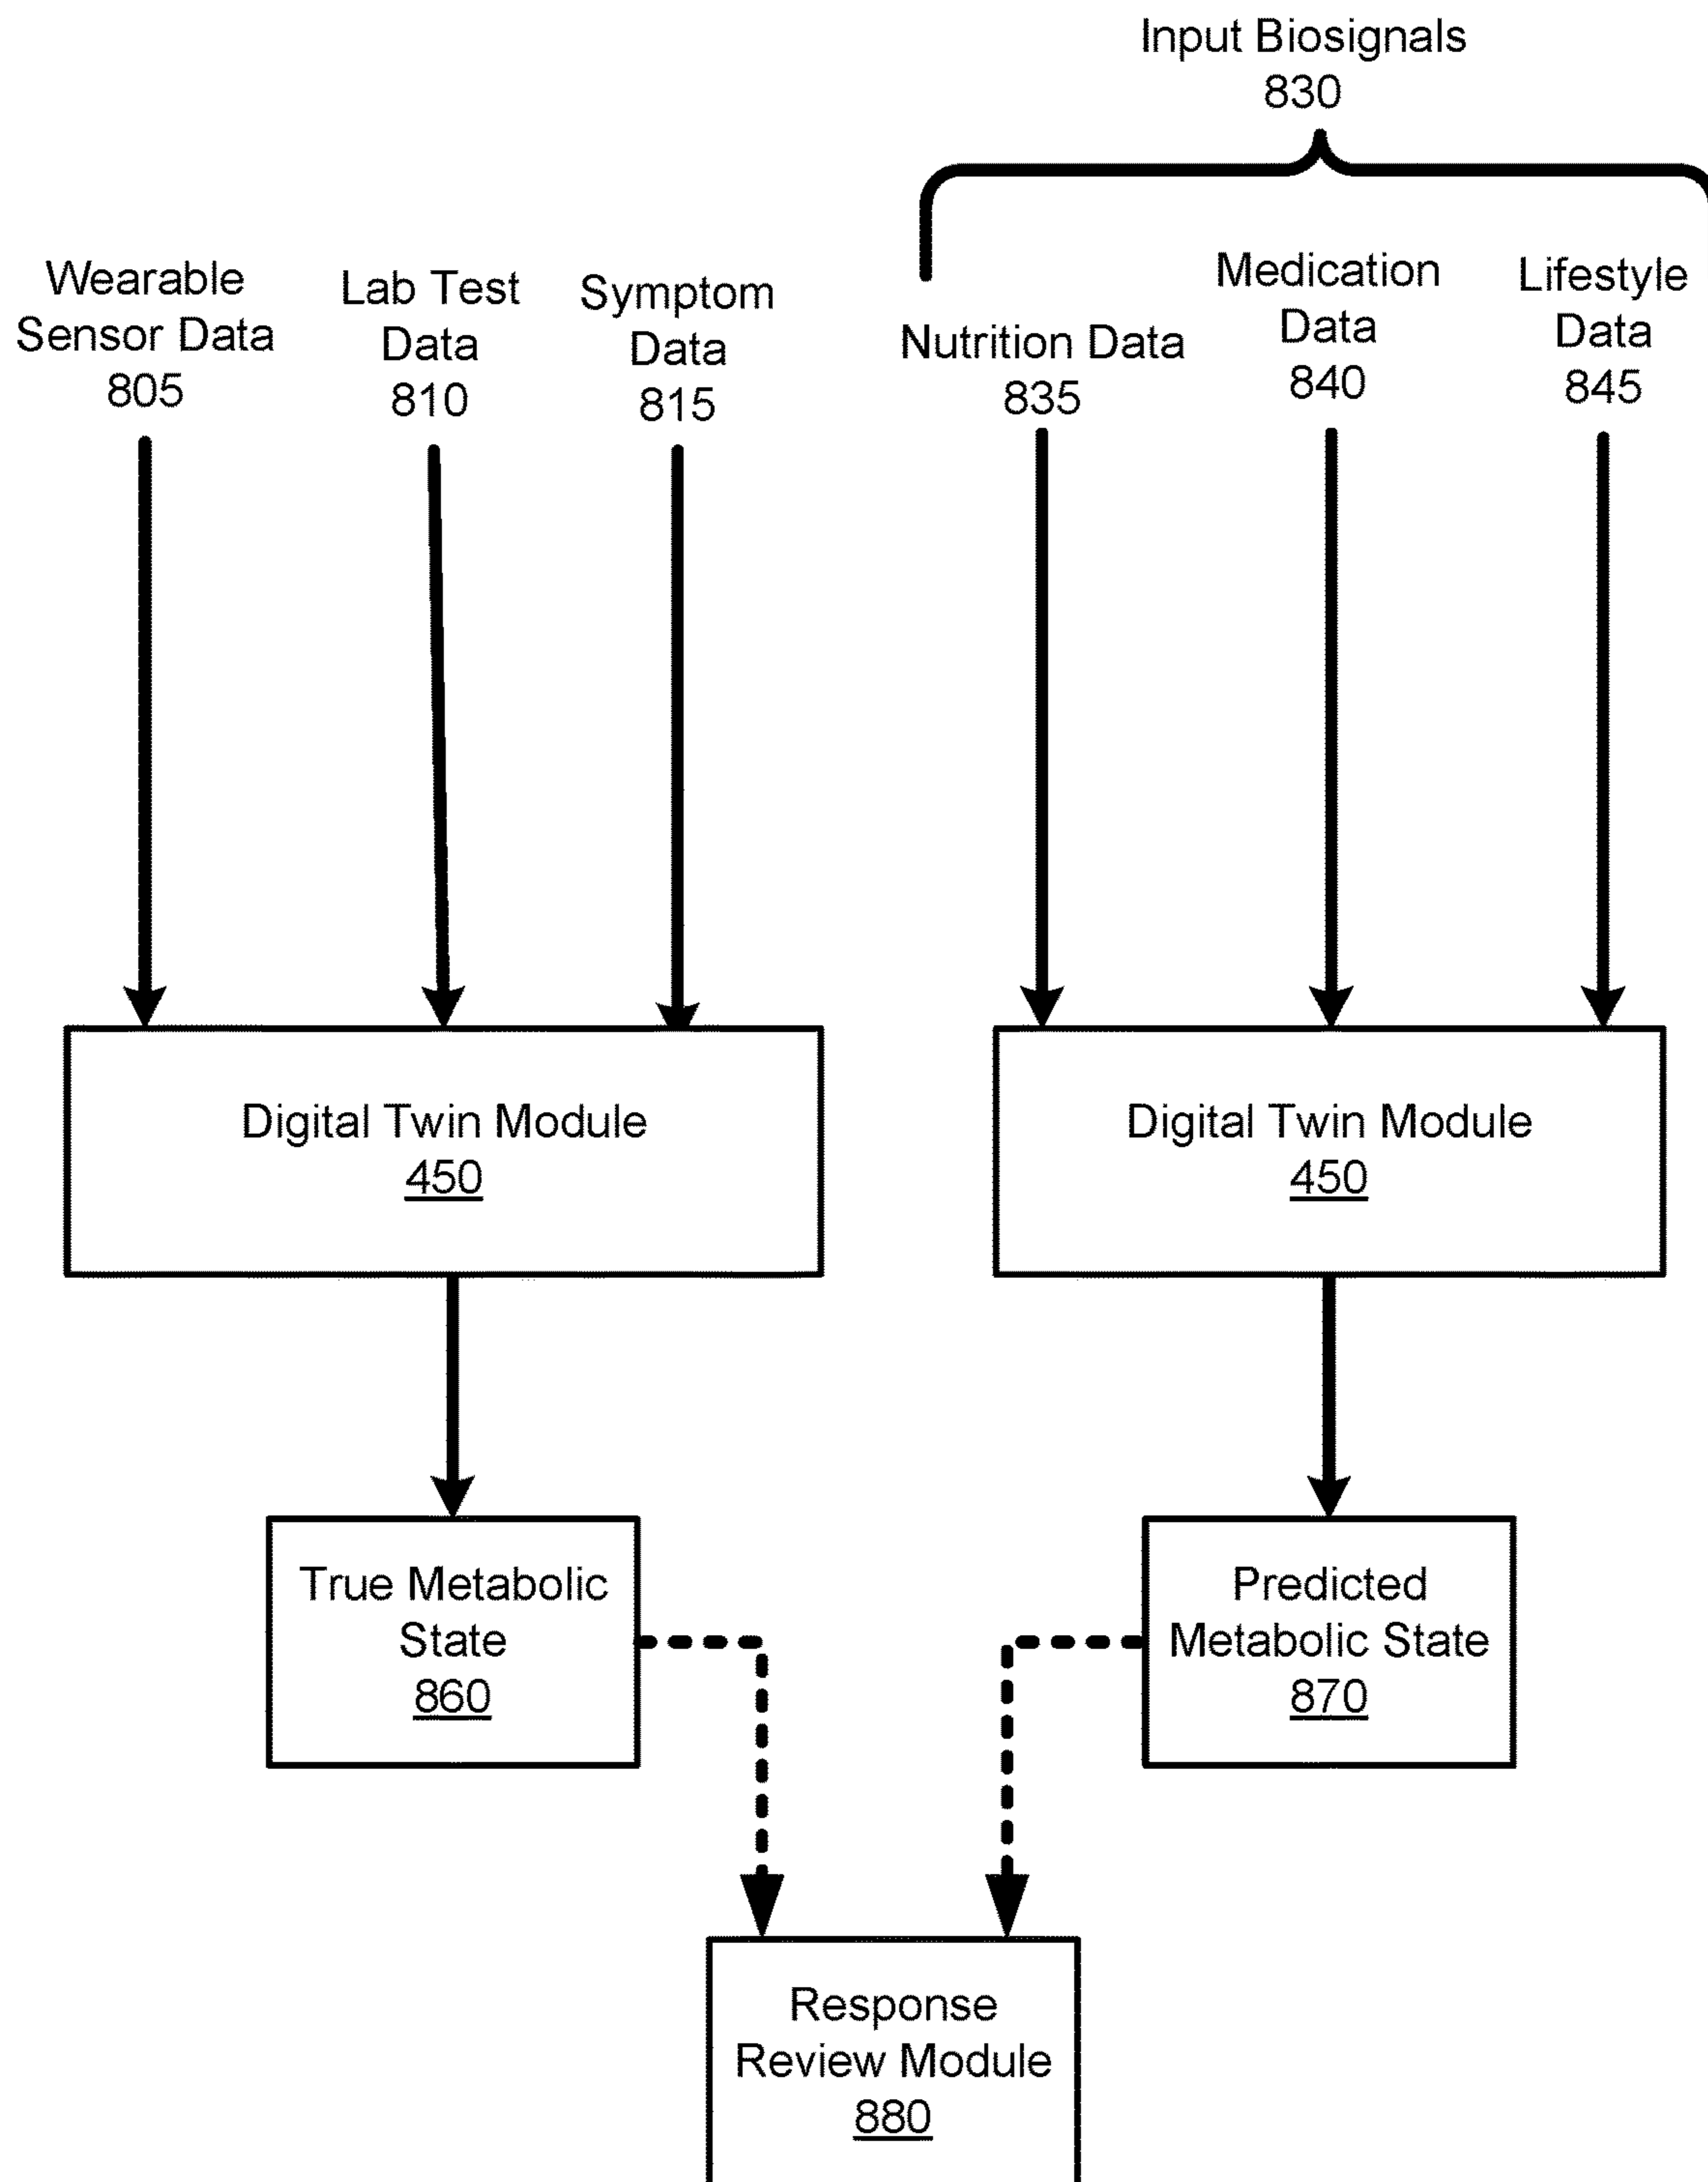 Input Biosignals
830
Wearable
Sensor Data
805
Lab Test
Data
810
Symptom
Data
815
Nutrition Data
835
Medication
Data
840
Lifestyle
Data
845
Digital Twin Module
450
Digital Twin Module
450
True Metabolic
State
860
Predicted
Metabolic State
870
Response
Review Module
880